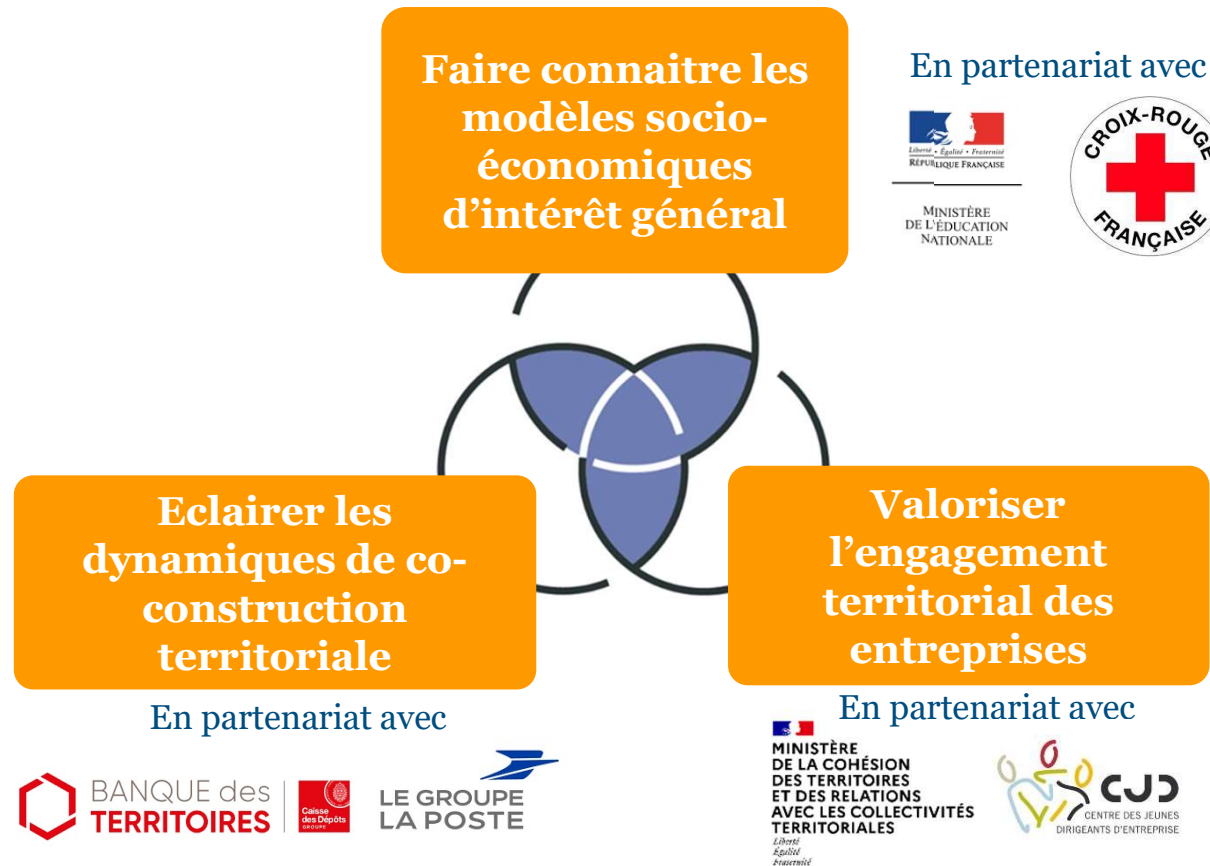 Faire connaitre les
modèles socio-
économiques
d’intérêt général
En partenariat avec
Liberté • Égalité • Fraternité
RÉPUBLIQUE FRANÇAISE
MINISTÈRE
DE L'ÉDUCATION
NATIONALE
CROIX-ROUGE
FRANÇAISE
Eclairer les
dynamiques de co-
construction
territoriale
En partenariat avec
BANQUE des
TERRITOIRES
Caisse
des Dépôts
GROUPE
LE GROUPE
LA POSTE
Valoriser
l’engagement
territorial des
entreprises
En partenariat avec
MINISTÈRE
DE LA COHÉSION
DES TERRITOIRES
ET DES RELATIONS
AVEC LES COLLECTIVITÉS
TERRITORIALES
Liberté
Égalité
Fraternité
CJD
CENTRE DES JEUNES
DIRIGEANTS D'ENTREPRISE